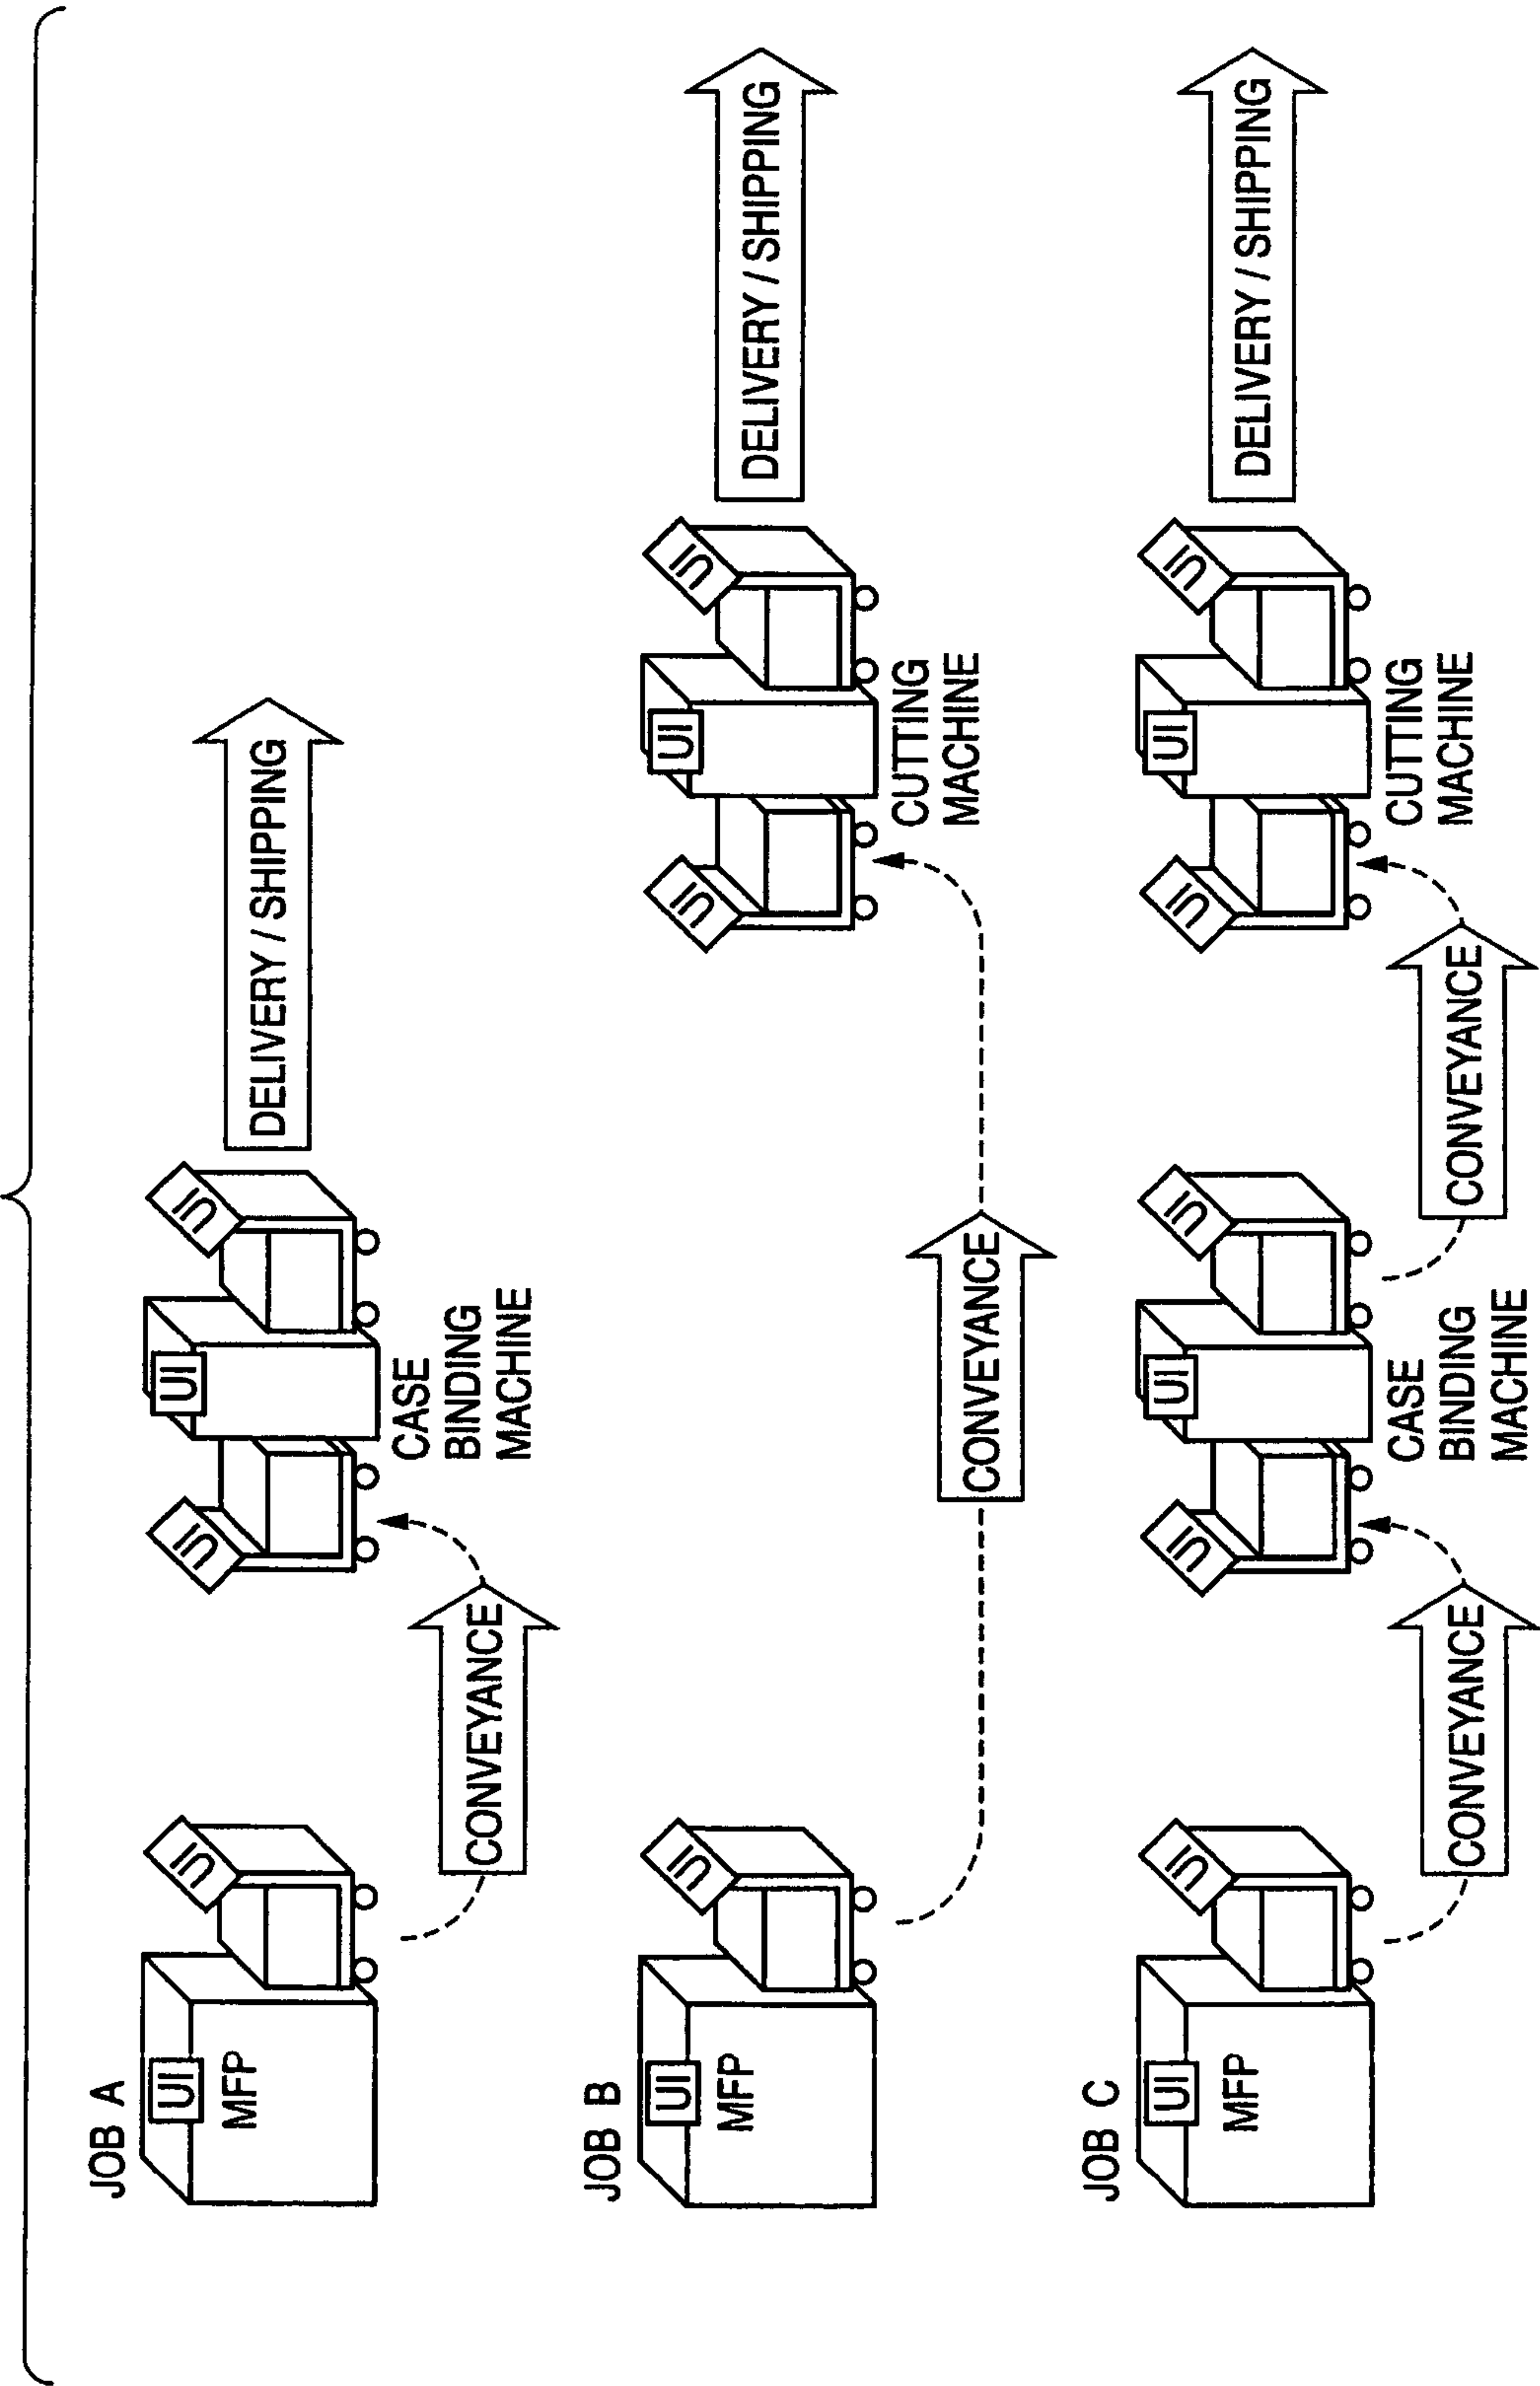 JOB A
UI
MFP
UI
CONVEYANCE
UI
UI
UI
CASE
BINDING
MACHINE
DELIVERY / SHIPPING
JOB B
UI
MFP
UI
CONVEYANCE
UI
UI
UI
CUTTING
MACHINE
DELIVERY / SHIPPING
JOB C
UI
MFP
UI
CONVEYANCE
UI
UI
UI
CASE
BINDING
MACHINE
CONVEYANCE
UI
UI
UI
CUTTING
MACHINE
DELIVERY / SHIPPING